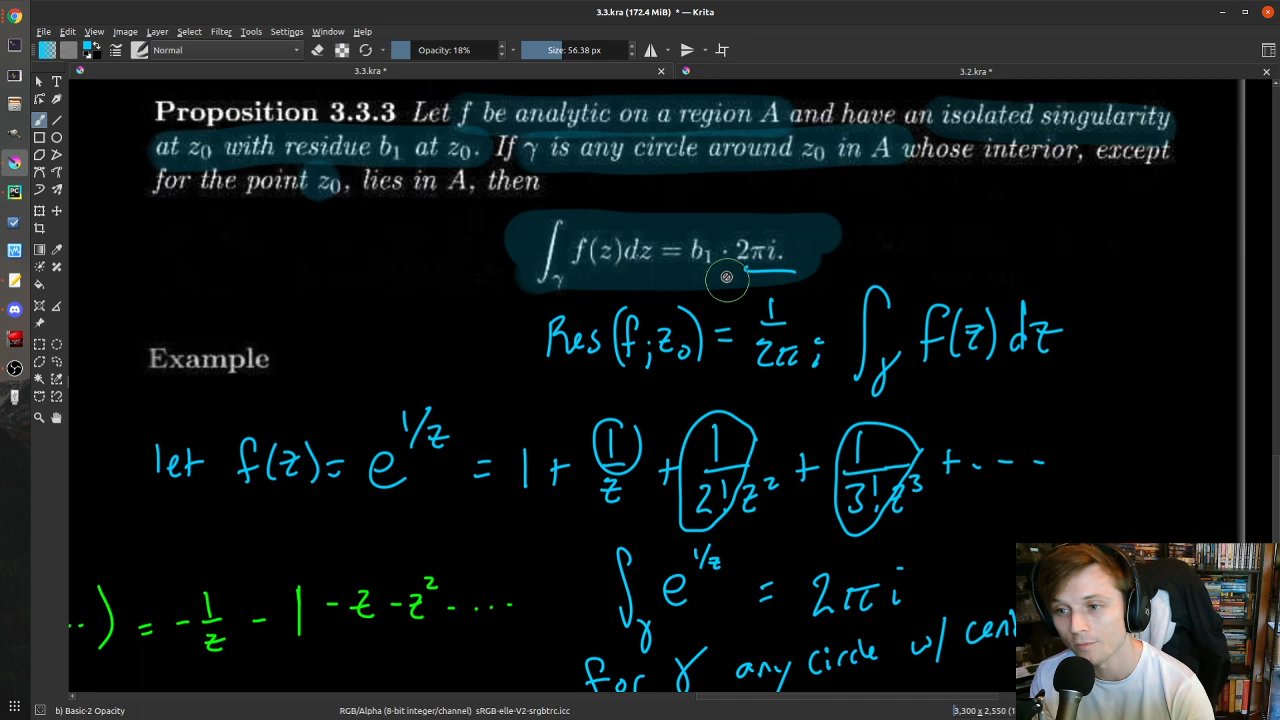 3.3.kra (172.4 MiB) * — Krita
File Edit View Image Layer Select Filter Tools Settings Window Help
Normal Opacity: 18% Size: 56.38 px
3.3.kra * 3.2.kra *
Proposition 3.3.3 Let f be analytic on a region A and have an isolated singularity
at z₀ with residue b₁ at z₀. If γ is any circle around z₀ in A whose interior, except
for the point z₀, lies in A, then
∫_γ f(z)dz = b₁ · 2πi.
Res(f; z₀) = 1/2πi ∫_γ f(z) dz
Example
let f(z) = e^{1/z} = 1 + 1/z + 1/2!z² + 1/3!z³ + ...
∫_γ e^{1/z} = 2πi
..) = -1/z - 1 - z - z² - ...
for γ any circle w/ cen
b) Basic-2 Opacity RGB/Alpha (8-bit integer/channel) sRGB-elle-V2-srgbtrc.icc 3,300 x 2,550 (1